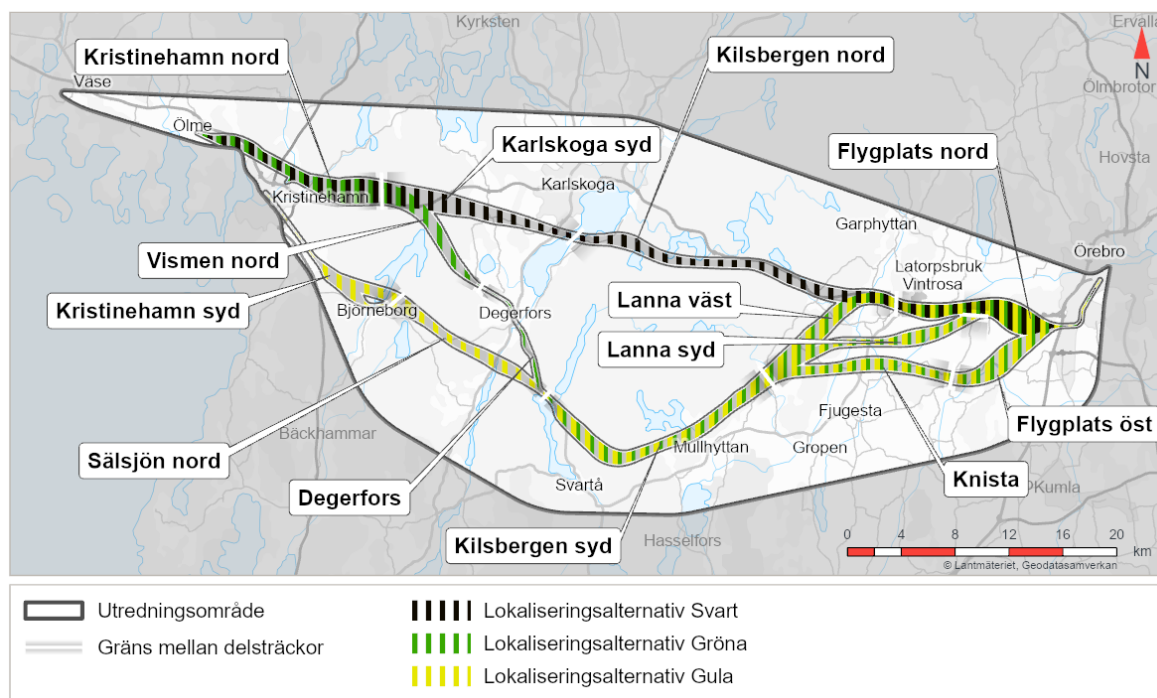 Kyrksten
Ervalla
Kristinehamn nord
Kilsbergen nord
N
Väse
Ölmbrotorp
Ölme
Karlskoga syd
Flygplats nord
Hovsta
Karlskoga
Kristinehamn
Garphyttan
Örebro
Vismen nord
Latorpsbruk
Vintrosa
Lanna väst
Kristinehamn syd
Björneborg
Degerfors
Lanna syd
Fjugesta
Flygplats öst
Bäckhammar
Mullhyttan
Gropen
Sälsjön nord
Knista
Kumla
Degerfors
Svartå
Kilsbergen syd
Hasselfors
0 4 8 12 16 20
km
© Lantmäteriet, Geodatasamverkan
Utredningsområde
Gräns mellan delsträckor
Lokaliseringsalternativ Svart
Lokaliseringsalternativ Gröna
Lokaliseringsalternativ Gula